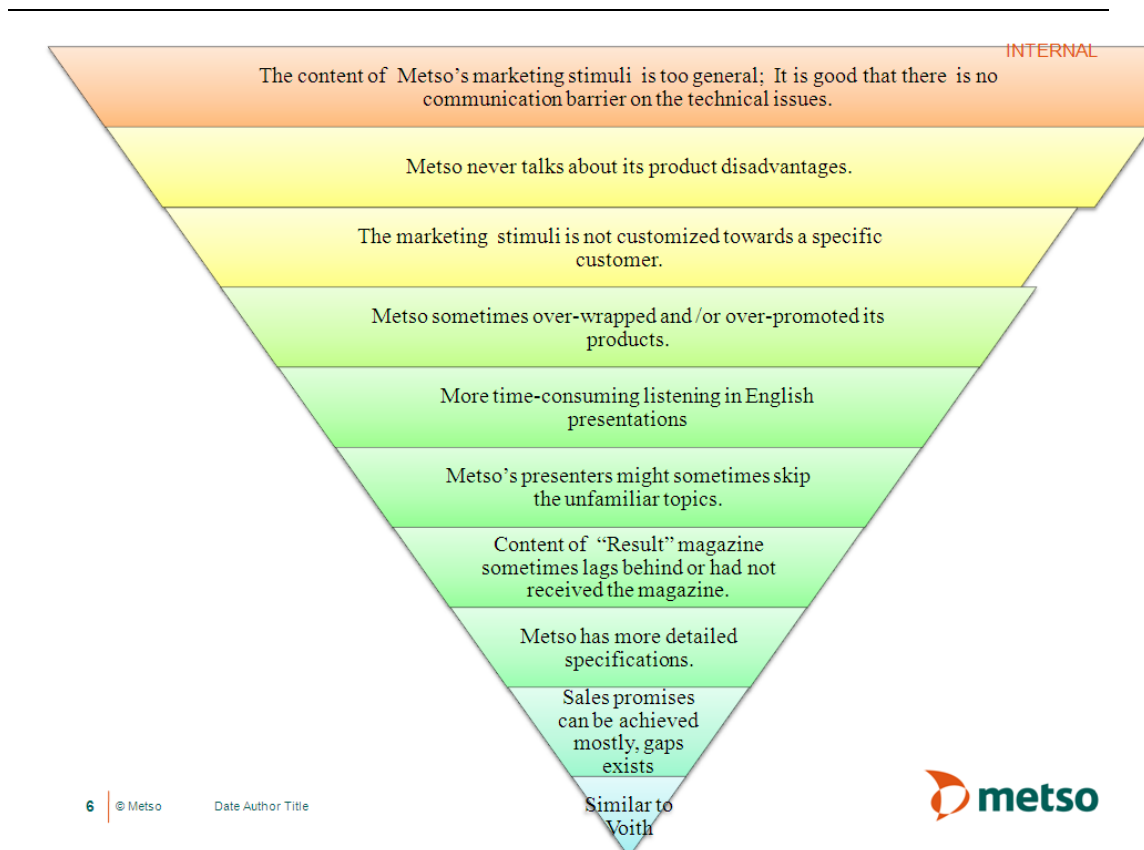 INTERNAL
The content of Metso’s marketing stimuli is too general; It is good that there is no
communication barrier on the technical issues.
Metso never talks about its product disadvantages.
The marketing stimuli is not customized towards a specific
customer.
Metso sometimes over-wrapped and /or over-promoted its
products.
More time-consuming listening in English
presentations
Metso’s presenters might sometimes skip
the unfamiliar topics.
Content of “Result” magazine
sometimes lags behind or had not
received the magazine.
Metso has more detailed
specifications.
Sales promises
can be achieved
mostly, gaps
exists
Similar to
Voith
6 © Metso Date Author Title
metso